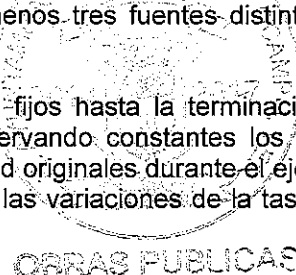 menos tres fuentes distint
fijos hasta la terminaci
ervando constantes los
d originales durante el eje
las variaciones de la tas
OBRAS PUBLICAS